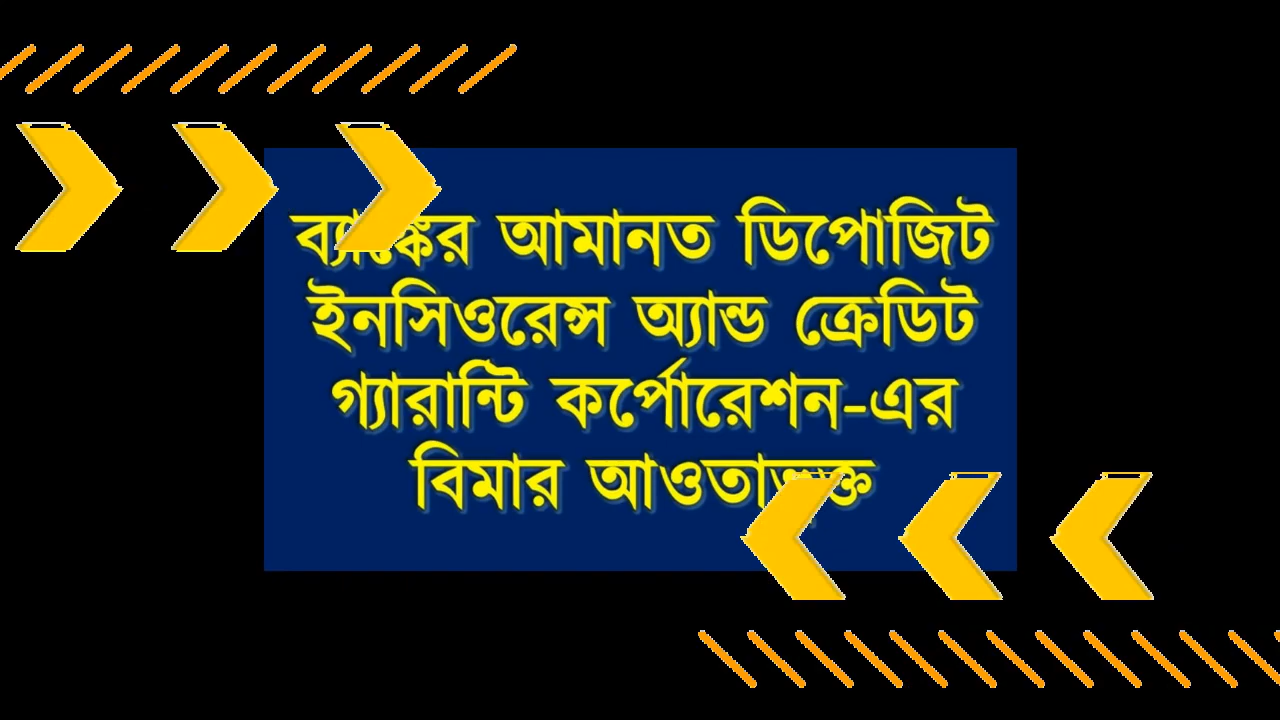 ব্যাঙ্কের আমানত ডিপোজিট
ইনসিওরেন্স অ্যান্ড ক্রেডিট
গ্যারান্টি কর্পোরেশন-এর
বিমার আওতাভুক্ত